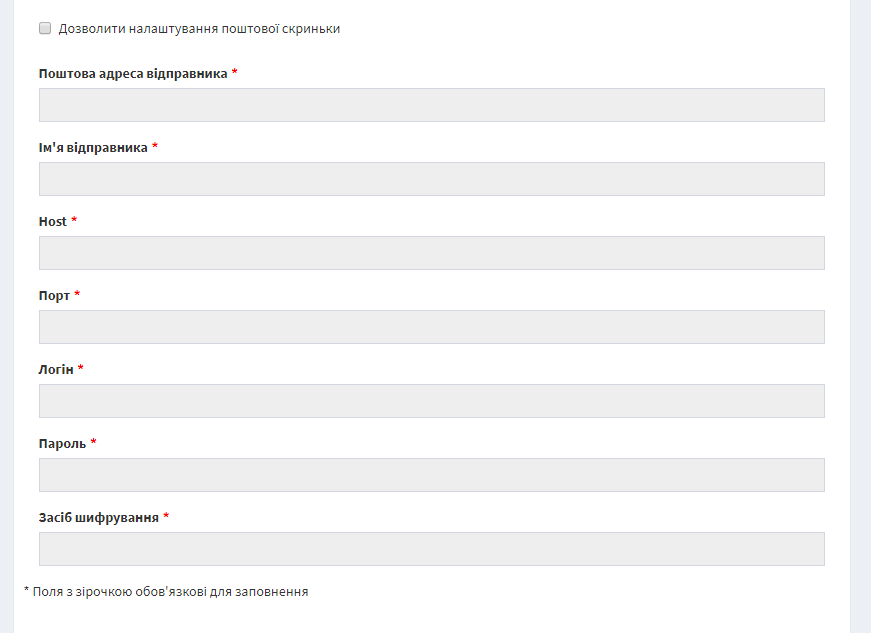 Дозволити налаштування поштової скриньки
Поштова адреса відправника *
Ім'я відправника *
Host *
Порт *
Логін *
Пароль *
Засіб шифрування *
* Поля з зірочкою обов'язкові для заповнення